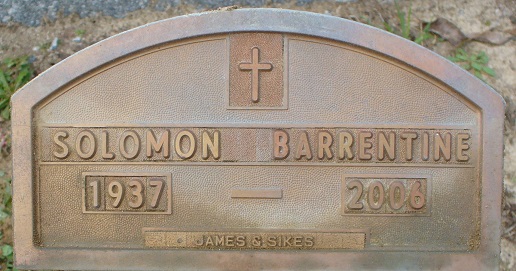 SOLOMON BARRENTINE
1937 — 2006
JAMES & SIKES